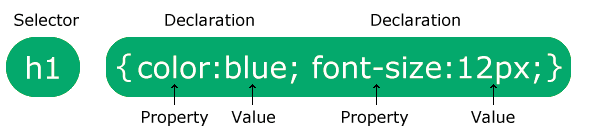 Selector Declaration Declaration
h1 {color:blue; font-size:12px;}
Property Value Property Value